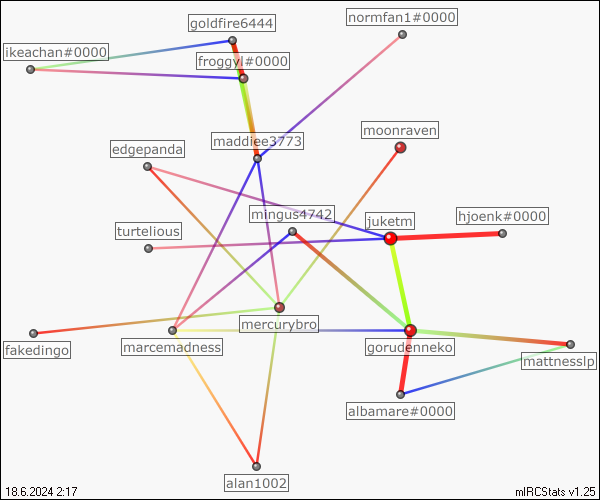 goldfire6444
normfan1#0000
ikeachan#0000
froggyl#0000
moonraven
maddiee3773
edgepanda
mingus4742
juketm
hjoenk#0000
turtelious
mercurybro
fakedingo
marcemadness
gorudenneko
mattnesslp
albamare#0000
alan1002
18.6.2024 2:17
mIRCStats v1.25